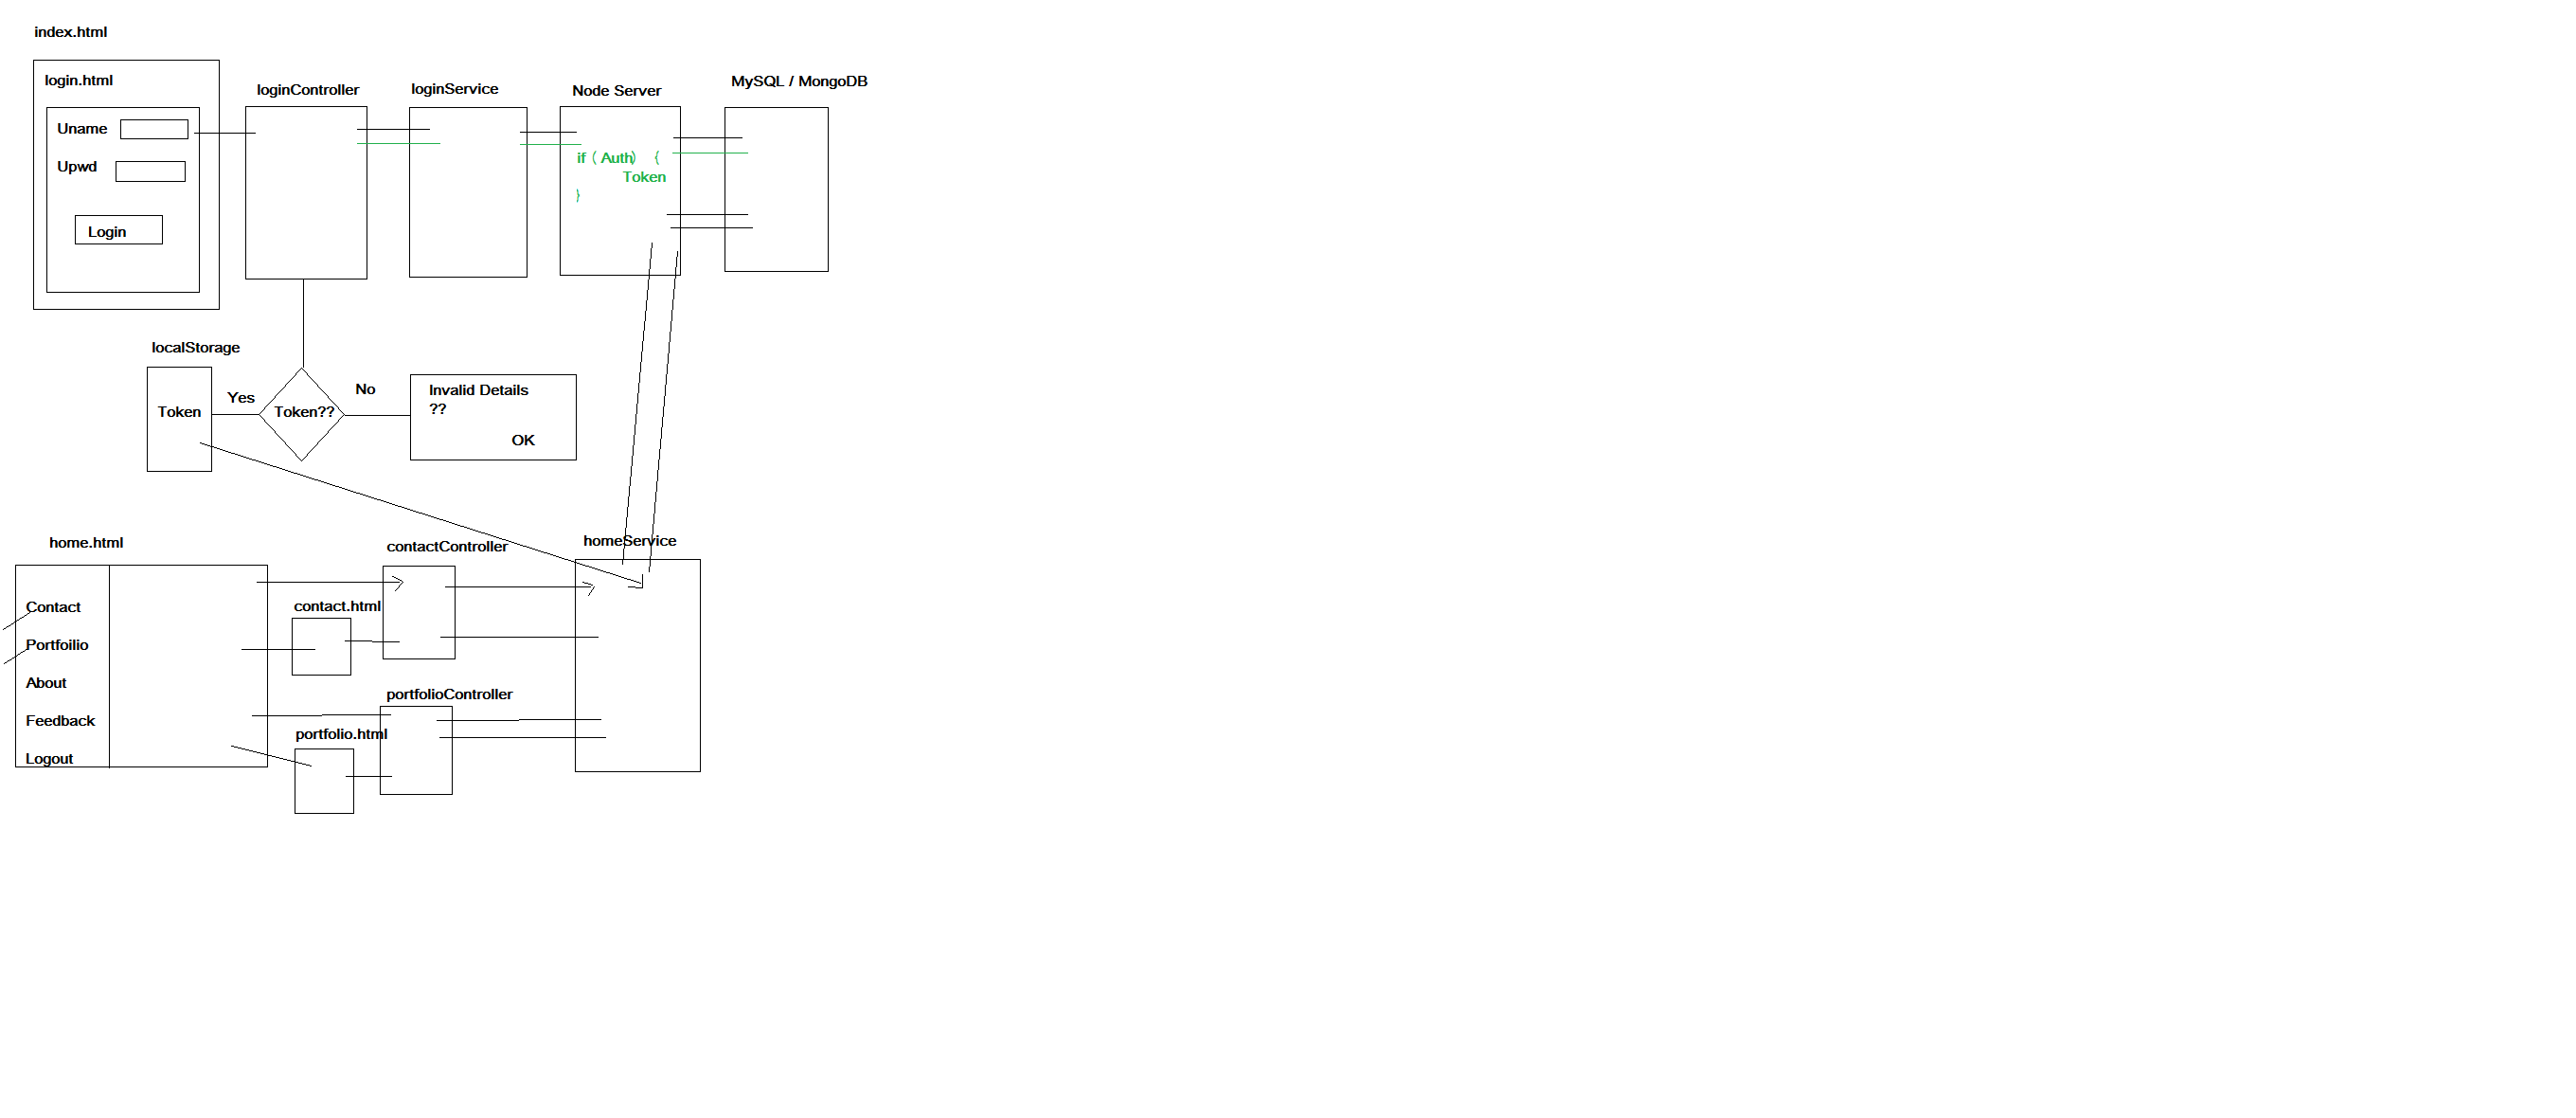 index.html
login.html
Uname
Upwd
Login
loginController
loginService
Node Server
MySQL / MongoDB
if ( Auth) {
Token
}
localStorage
Token
Yes
Token??
No
Invalid Details
??
OK
home.html
Contact
Portfoilio
About
Feedback
Logout
contactController
contact.html
homeService
portfolioController
portfolio.html